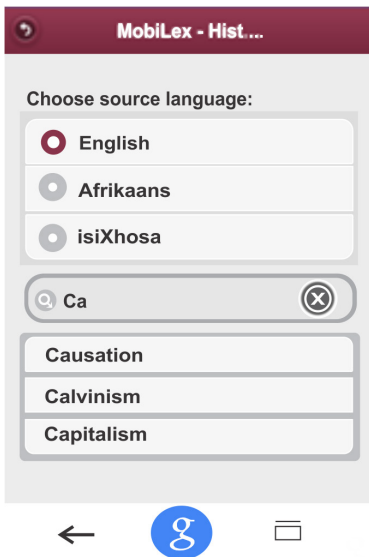 MobiLex - Hist....
Choose source language:
English
Afrikaans
isiXhosa
Ca
Causation
Calvinism
Capitalism
g